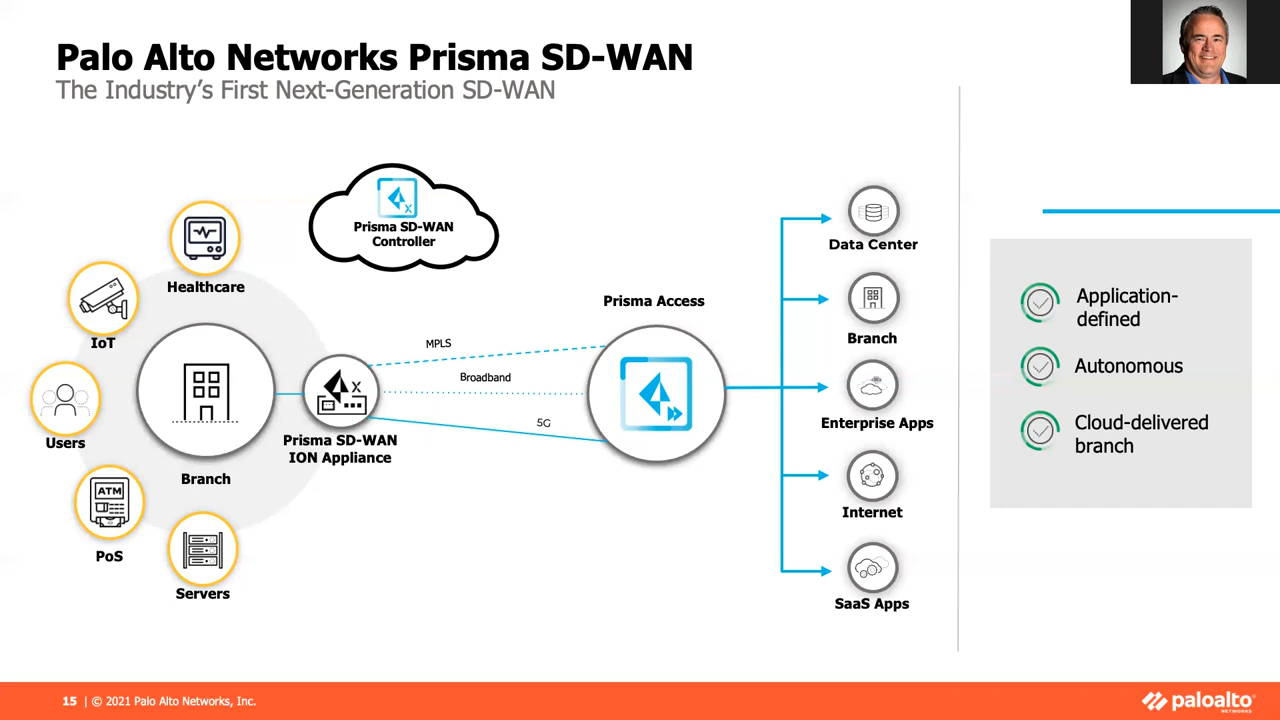 Palo Alto Networks Prisma SD-WAN
The Industry's First Next-Generation SD-WAN
Prisma SD-WAN
Controller
Healthcare
IoT
Users
PoS
ATM
Servers
Branch
Prisma SD-WAN
ION Appliance
MPLS
Broadband
5G
Prisma Access
Data Center
Branch
Enterprise Apps
Internet
SaaS Apps
Application-
defined
Autonomous
Cloud-delivered
branch
15 | © 2021 Palo Alto Networks, Inc.
paloalto
NETWORKS